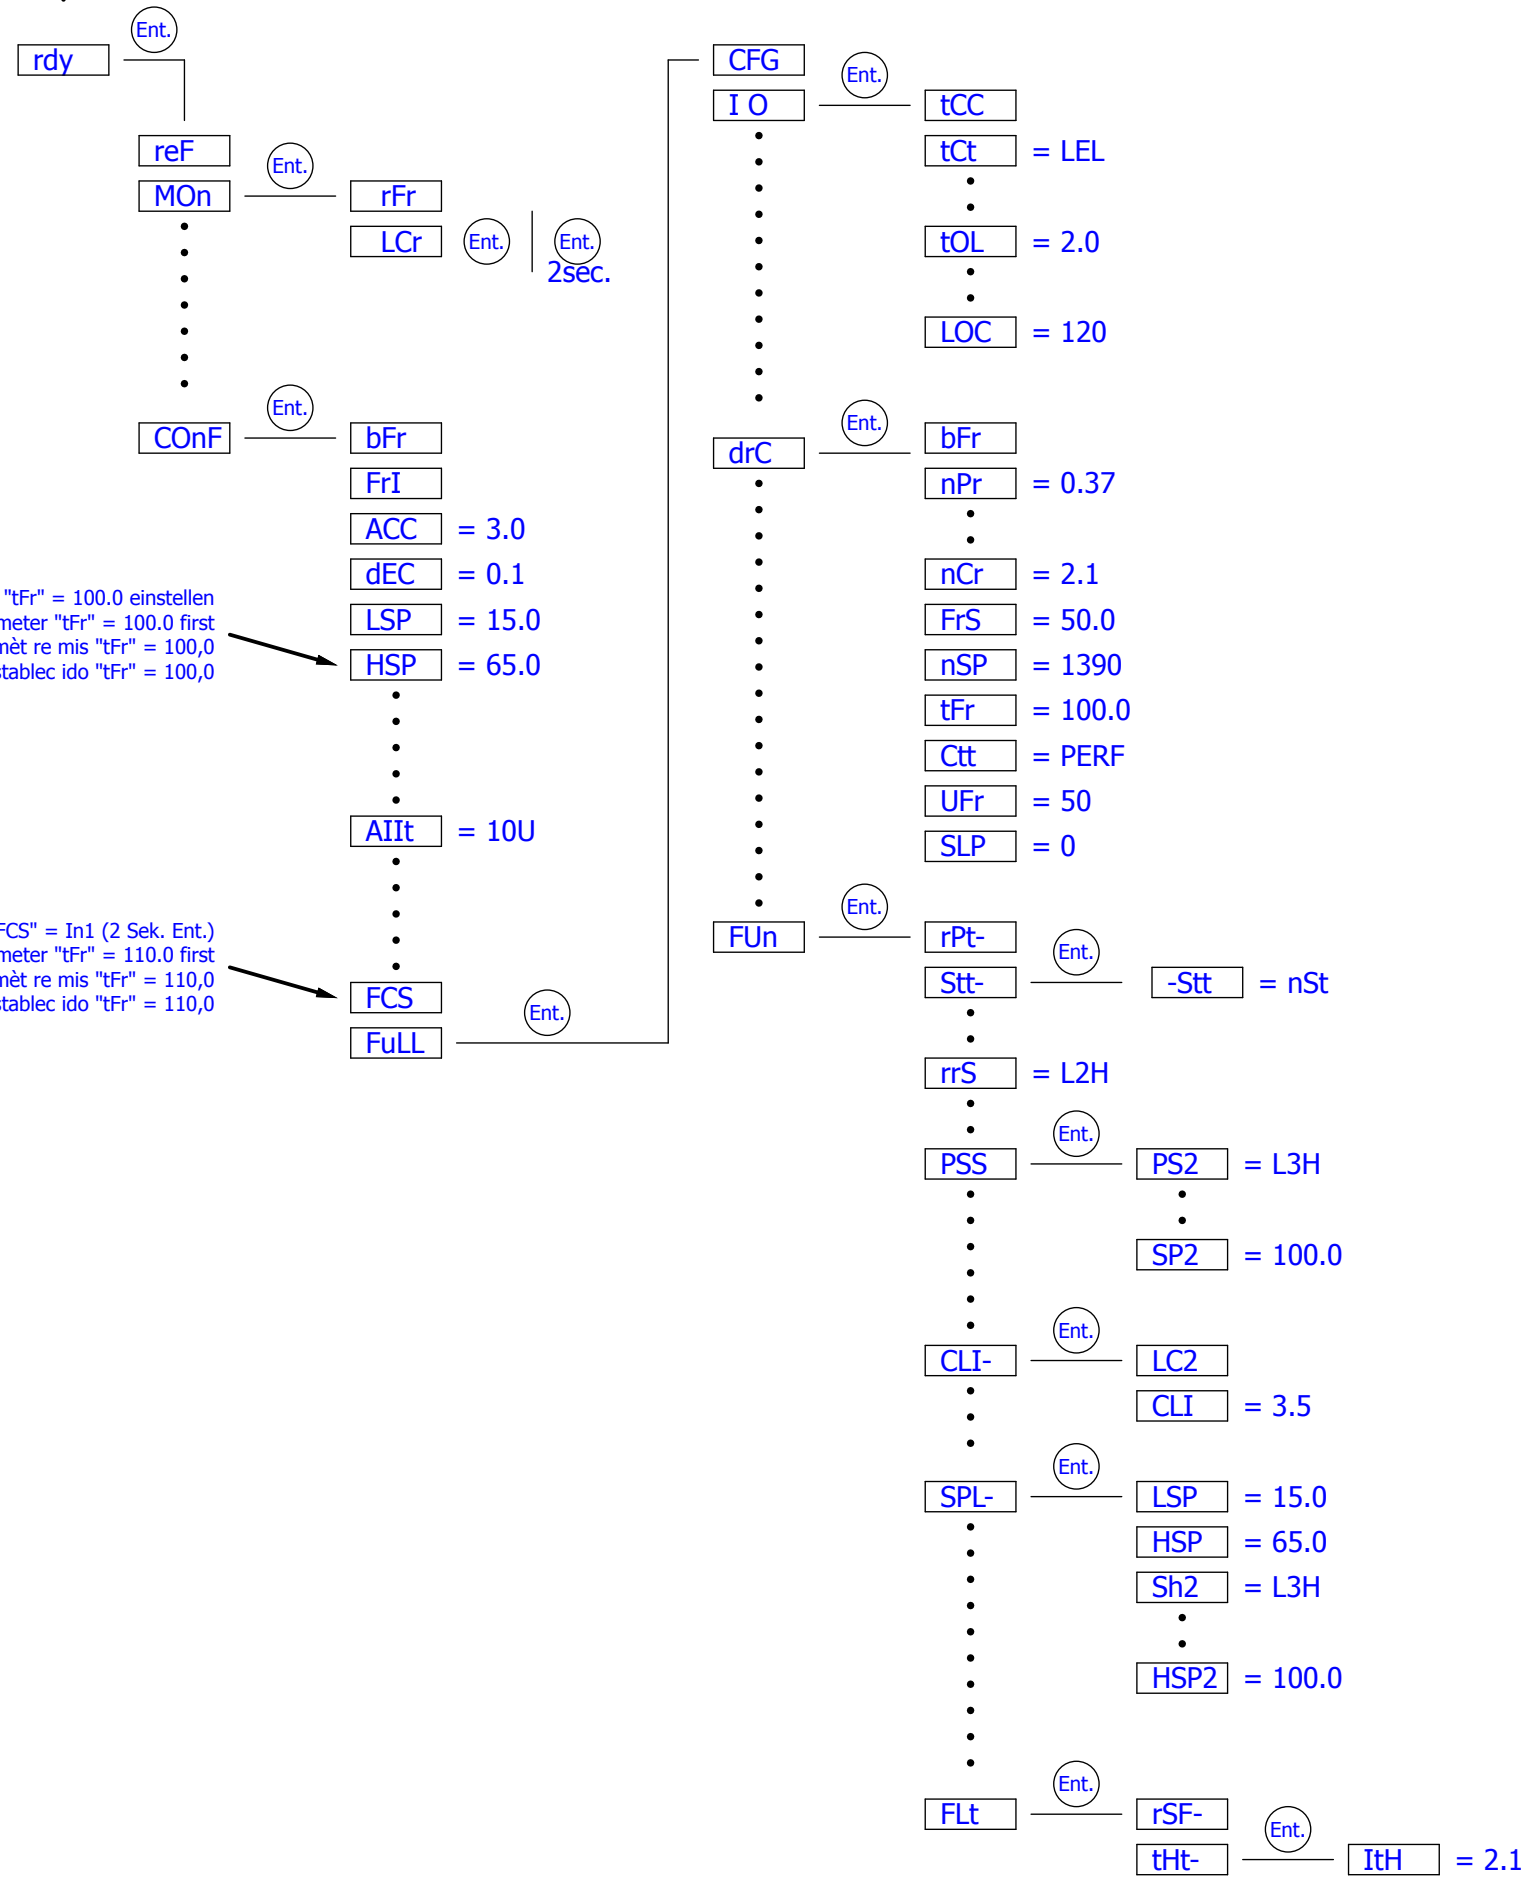 Ent.
rdy
reF
Ent.
MOn
rFr
LCr
Ent.
Ent.
2sec.
COnF
Ent.
bFr
FrI
ACC = 3.0
dEC = 0.1
"tFr" = 100.0 einstellen
meter "tFr" = 100.0 first
LSP = 15.0
mèt re mis "tFr" = 100,0
stablec ido "tFr" = 100,0
HSP = 65.0
AIIt = 10U
FCS" = In1 (2 Sek. Ent.)
meter "tFr" = 110.0 first
mèt re mis "tFr" = 110,0
stablec ido "tFr" = 110,0
FCS
FuLL
Ent.
CFG
I O
Ent.
tCC
tCt = LEL
tOL = 2.0
LOC = 120
drC
Ent.
bFr
nPr = 0.37
nCr = 2.1
FrS = 50.0
nSP = 1390
tFr = 100.0
Ctt = PERF
UFr = 50
SLP = 0
FUn
Ent.
rPt-
Stt-
Ent.
-Stt = nSt
rrS = L2H
PSS
Ent.
PS2 = L3H
SP2 = 100.0
CLI-
Ent.
LC2
CLI = 3.5
SPL-
Ent.
LSP = 15.0
HSP = 65.0
Sh2 = L3H
HSP2 = 100.0
FLt
Ent.
rSF-
tHt-
Ent.
ItH = 2.1